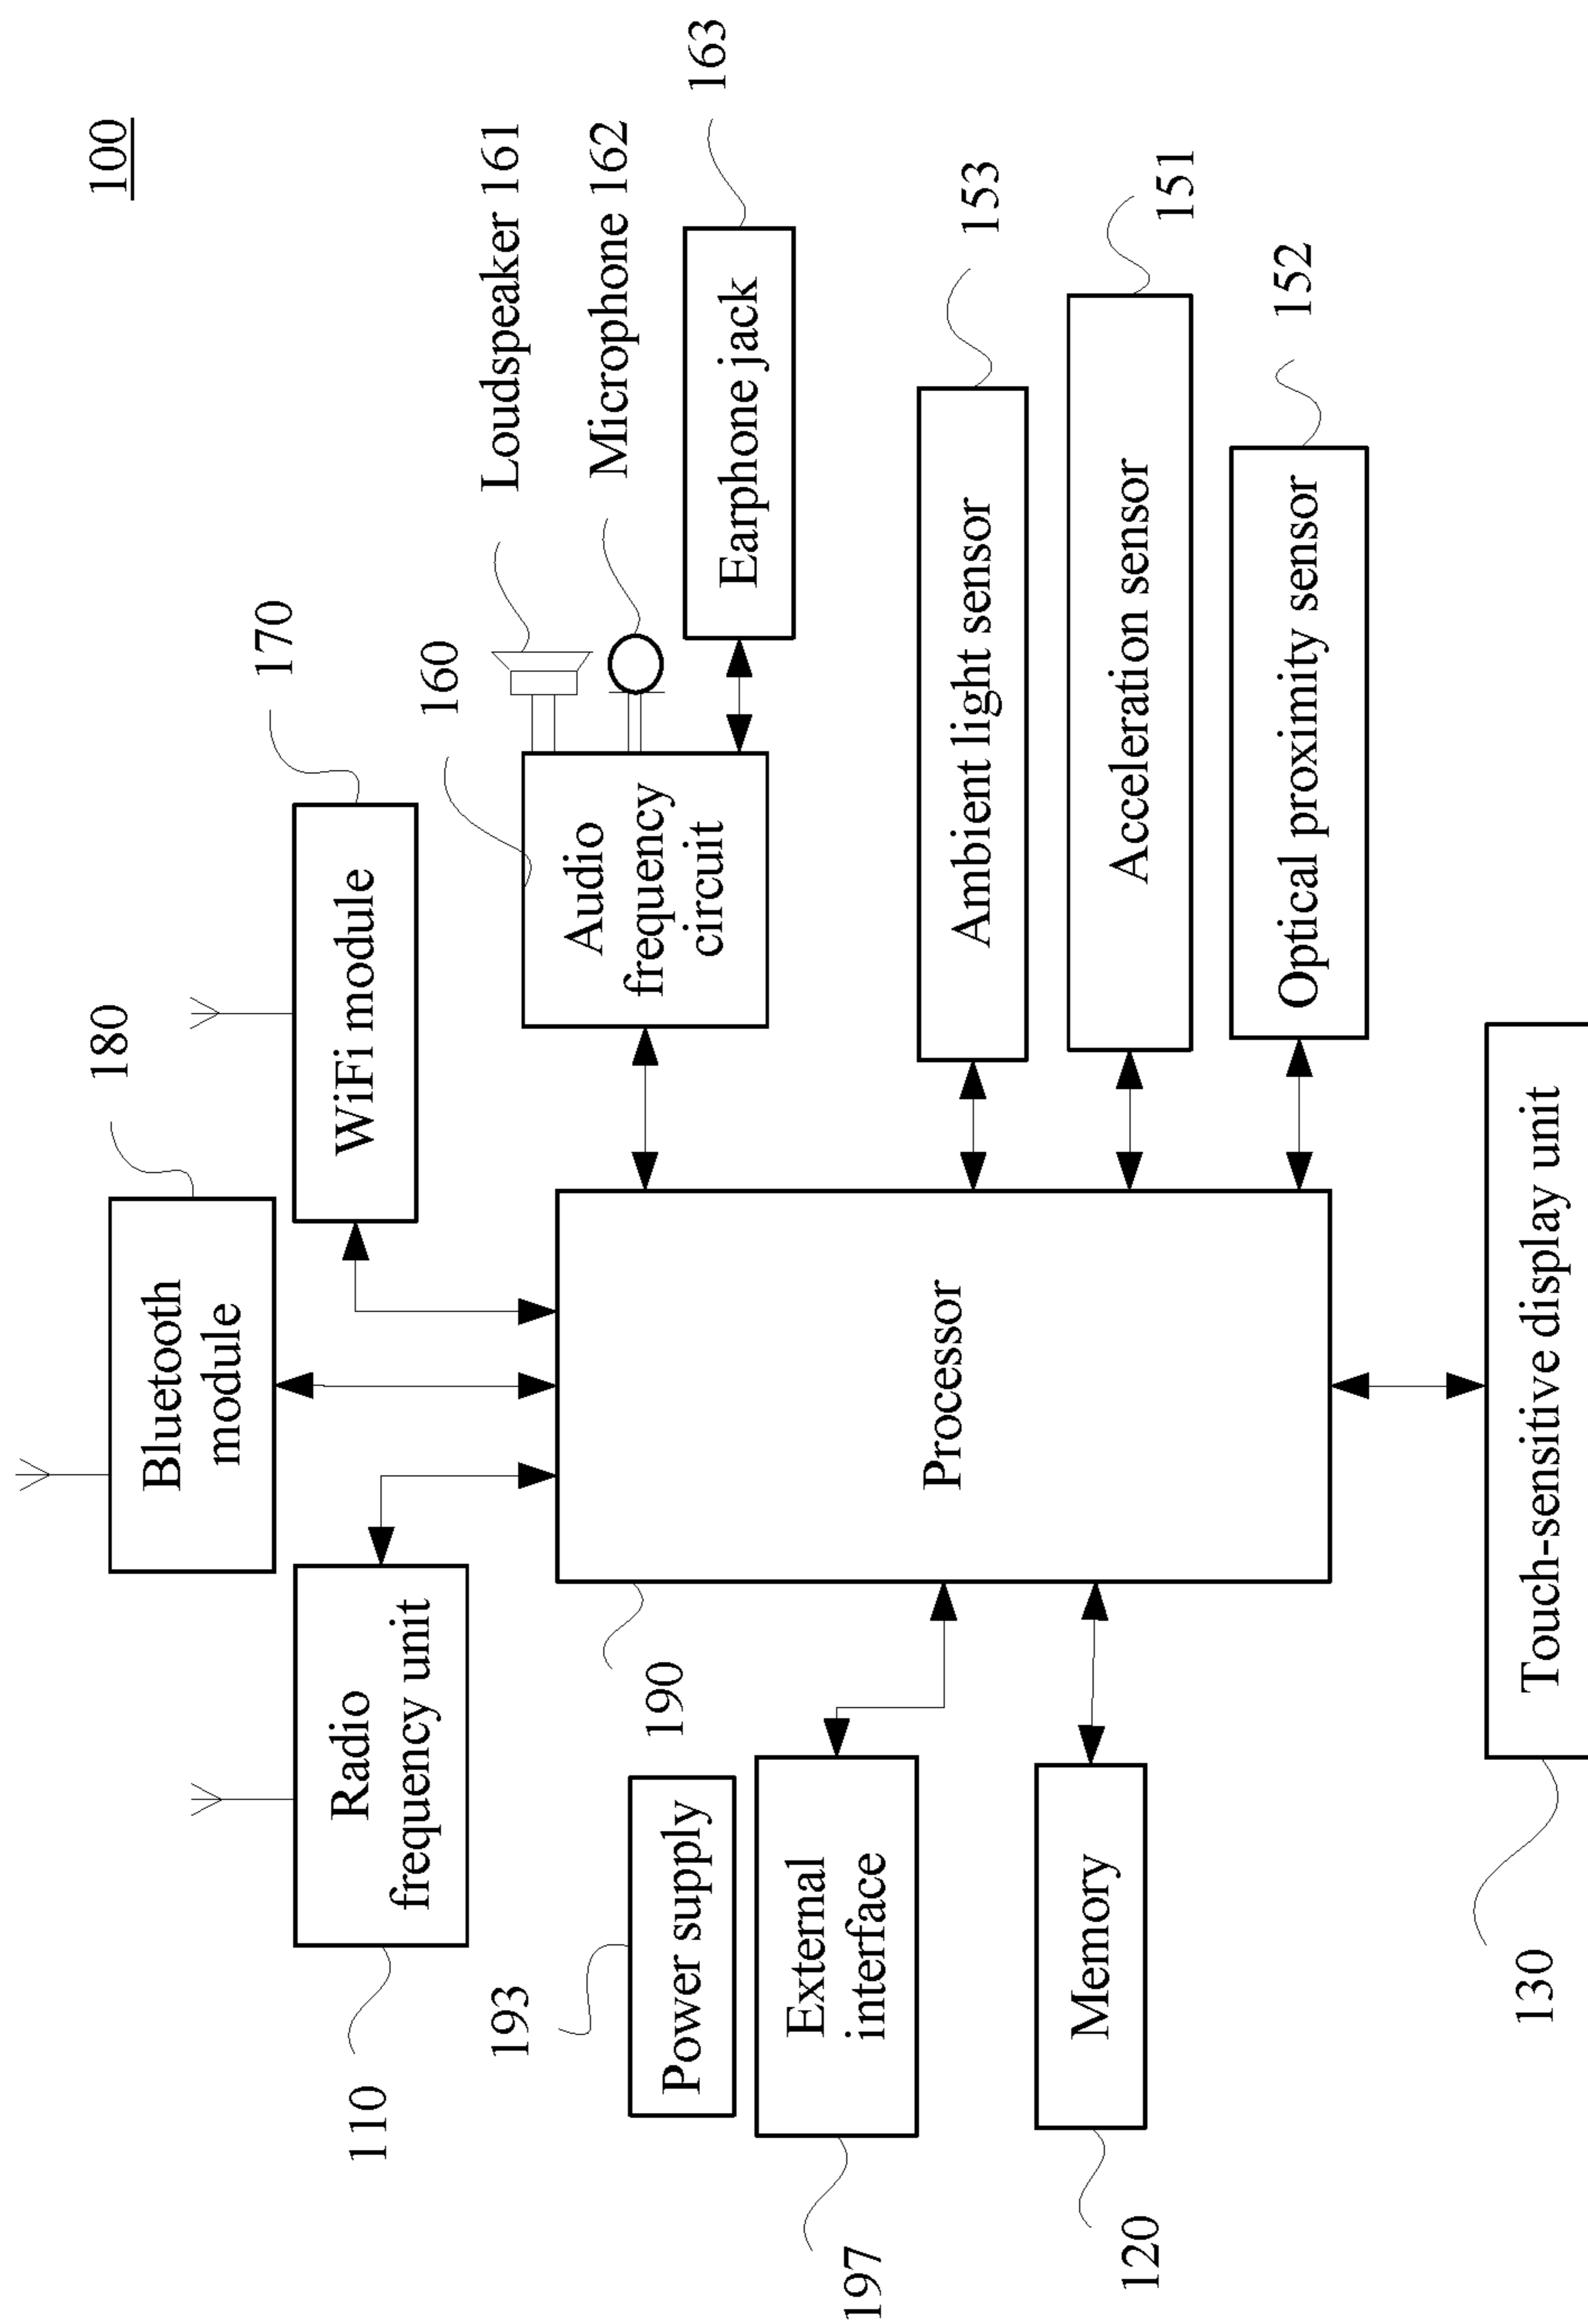 100
180
Bluetooth
module
170
WiFi module
110
Radio
frequency unit
160
Audio
frequency
circuit
Loudspeaker 161
Microphone 162
163
Earphone jack
193
Power supply
190
Processor
197
External
interface
153
Ambient light sensor
151
Acceleration sensor
120
Memory
152
Optical proximity sensor
130
Touch-sensitive display unit